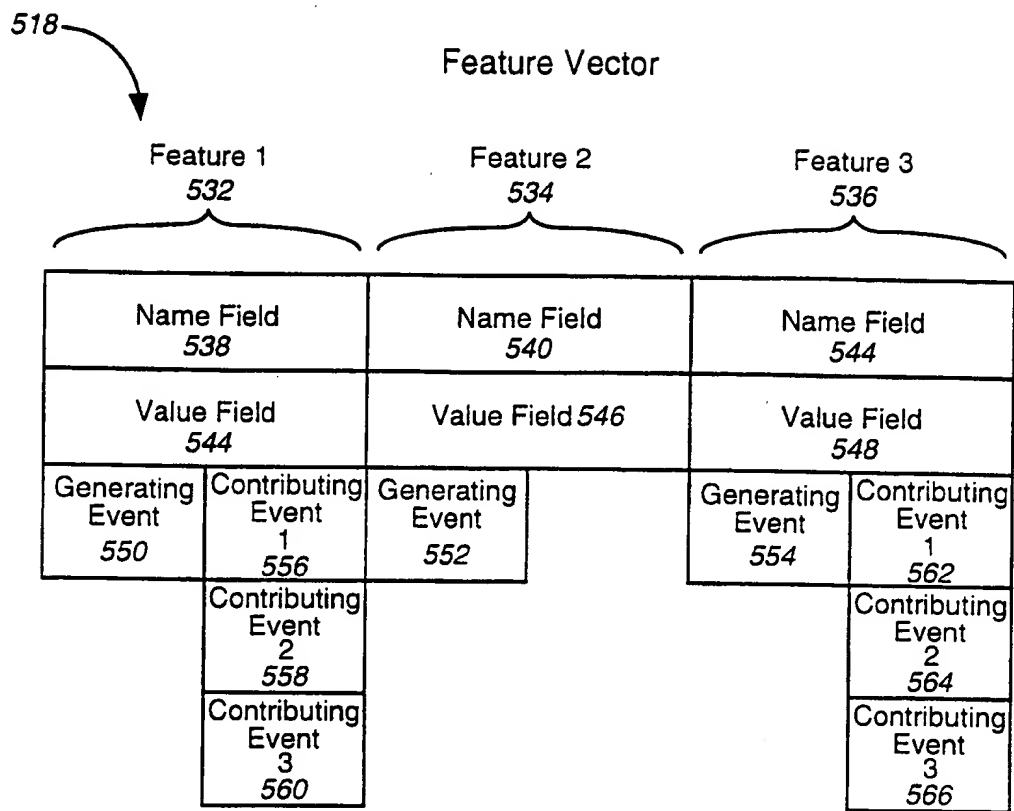 518
Feature Vector
Feature 1
532
Feature 2
534
Feature 3
536
Name Field
538
Name Field
540
Name Field
544
Value Field
544
Value Field 546
Value Field
548
Generating
Event
550
Contributing
Event
1
556
Generating
Event
552
Generating
Event
554
Contributing
Event
1
562
Contributing
Event
2
558
Contributing
Event
2
564
Contributing
Event
3
560
Contributing
Event
3
566